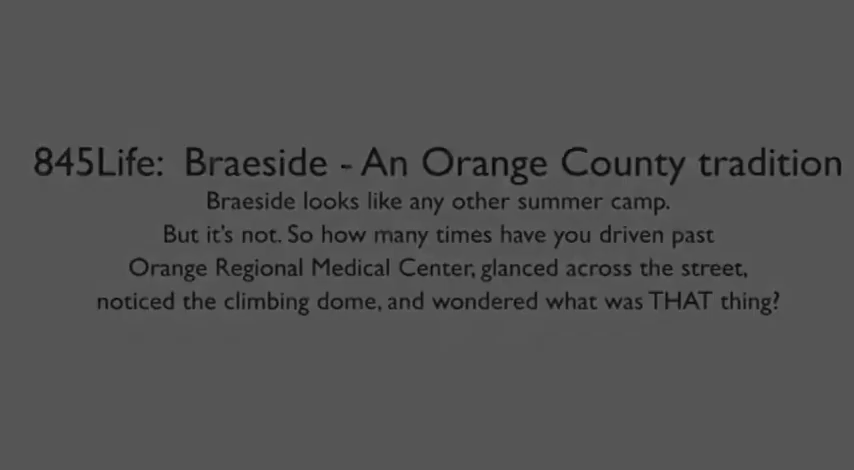 845Life: Braeside - An Orange County tradition
Braeside looks like any other summer camp.
But it's not. So how many times have you driven past
Orange Regional Medical Center, glanced across the street,
noticed the climbing dome, and wondered what was THAT thing?